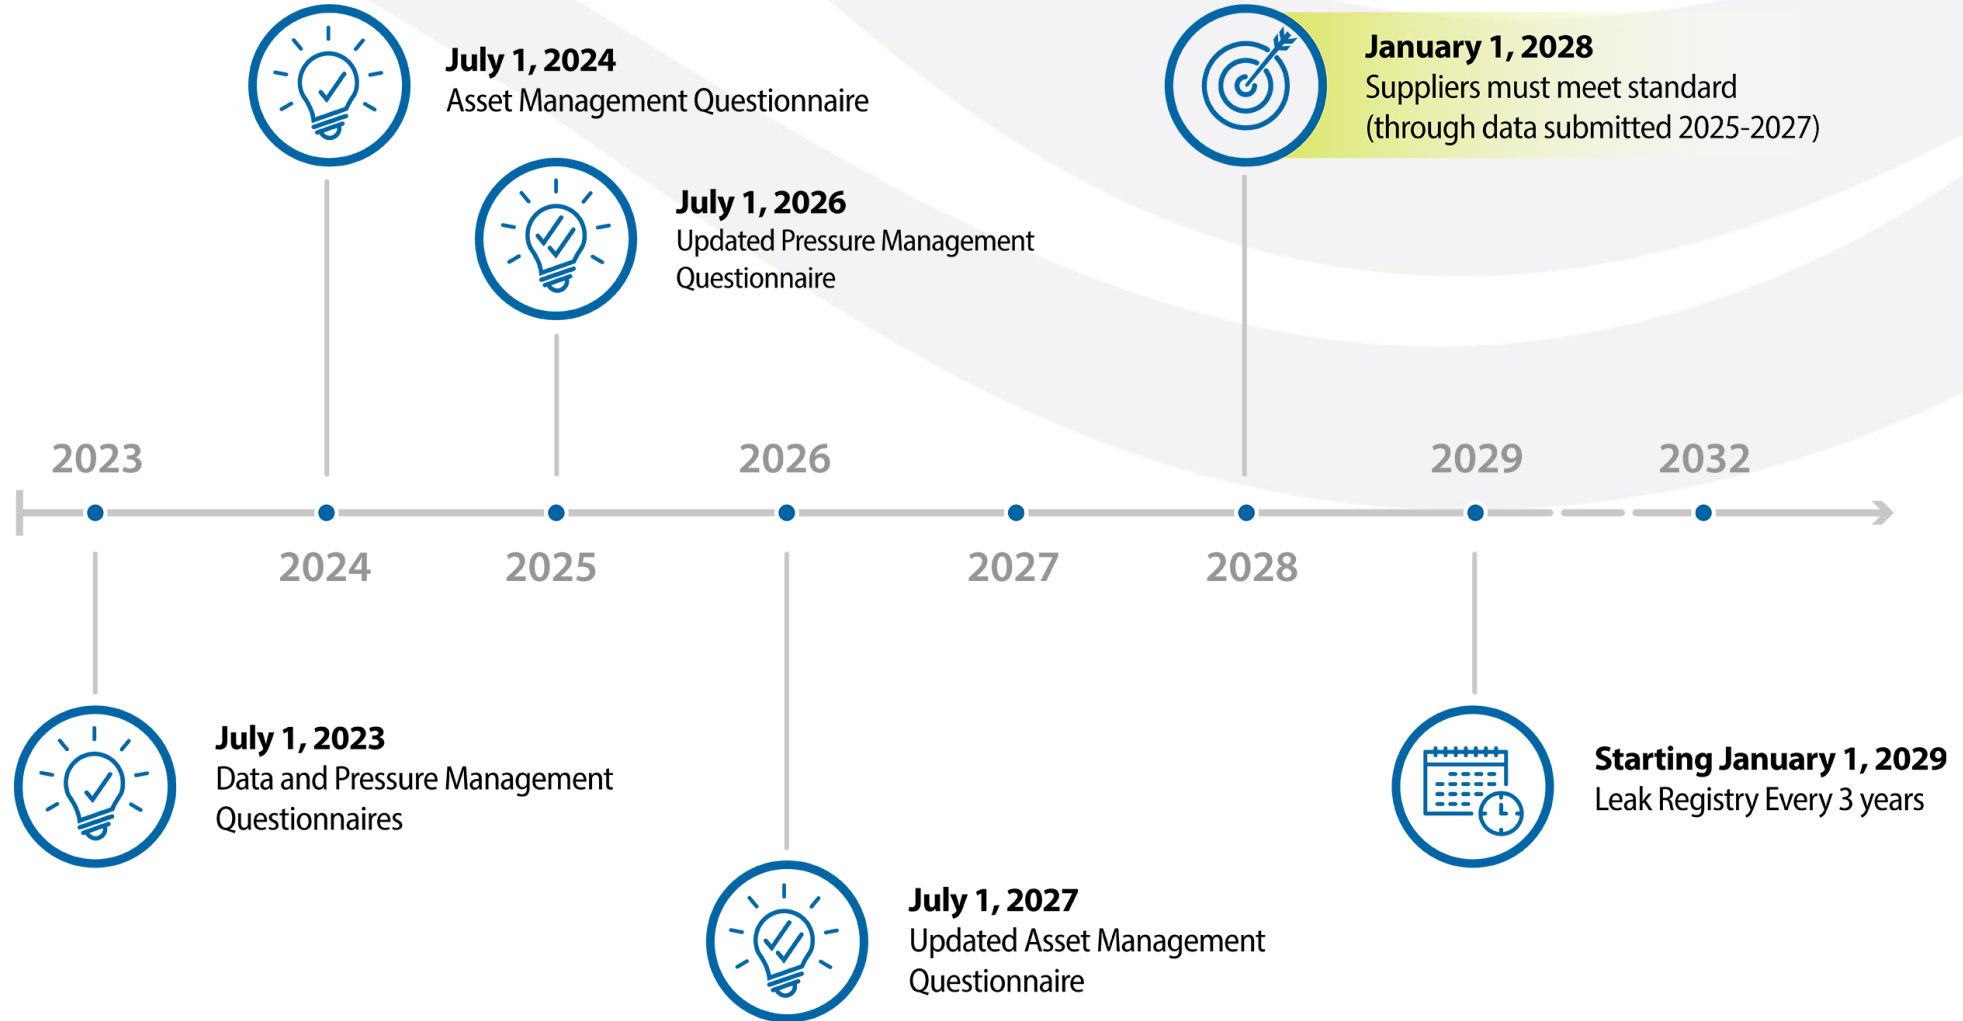 July 1, 2024
Asset Management Questionnaire
January 1, 2028
Suppliers must meet standard
(through data submitted 2025-2027)
July 1, 2026
Updated Pressure Management
Questionnaire
2023
2026
2029
2032
2024
2025
2027
2028
July 1, 2023
Data and Pressure Management
Questionnaires
Starting January 1, 2029
Leak Registry Every 3 years
July 1, 2027
Updated Asset Management
Questionnaire